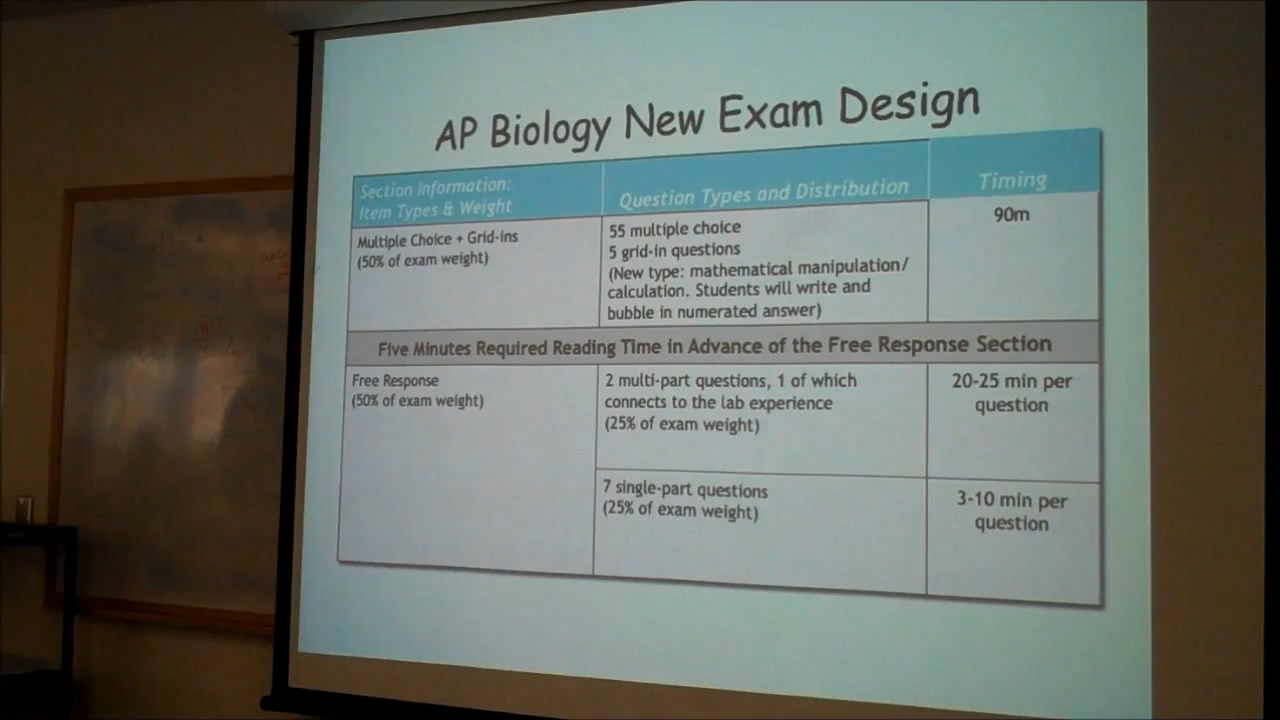 AP Biology New Exam Design
Section Information:
Item Types & Weight
Question Types and Distribution
Timing
Multiple Choice + Grid-ins
(50% of exam weight)
55 multiple choice
5 grid-in questions
(New type: mathematical manipulation/
calculation. Students will write and
bubble in numerated answer)
90m
Five Minutes Required Reading Time in Advance of the Free Response Section
Free Response
(50% of exam weight)
2 multi-part questions, 1 of which
connects to the lab experience
(25% of exam weight)
20-25 min per
question
7 single-part questions
(25% of exam weight)
3-10 min per
question